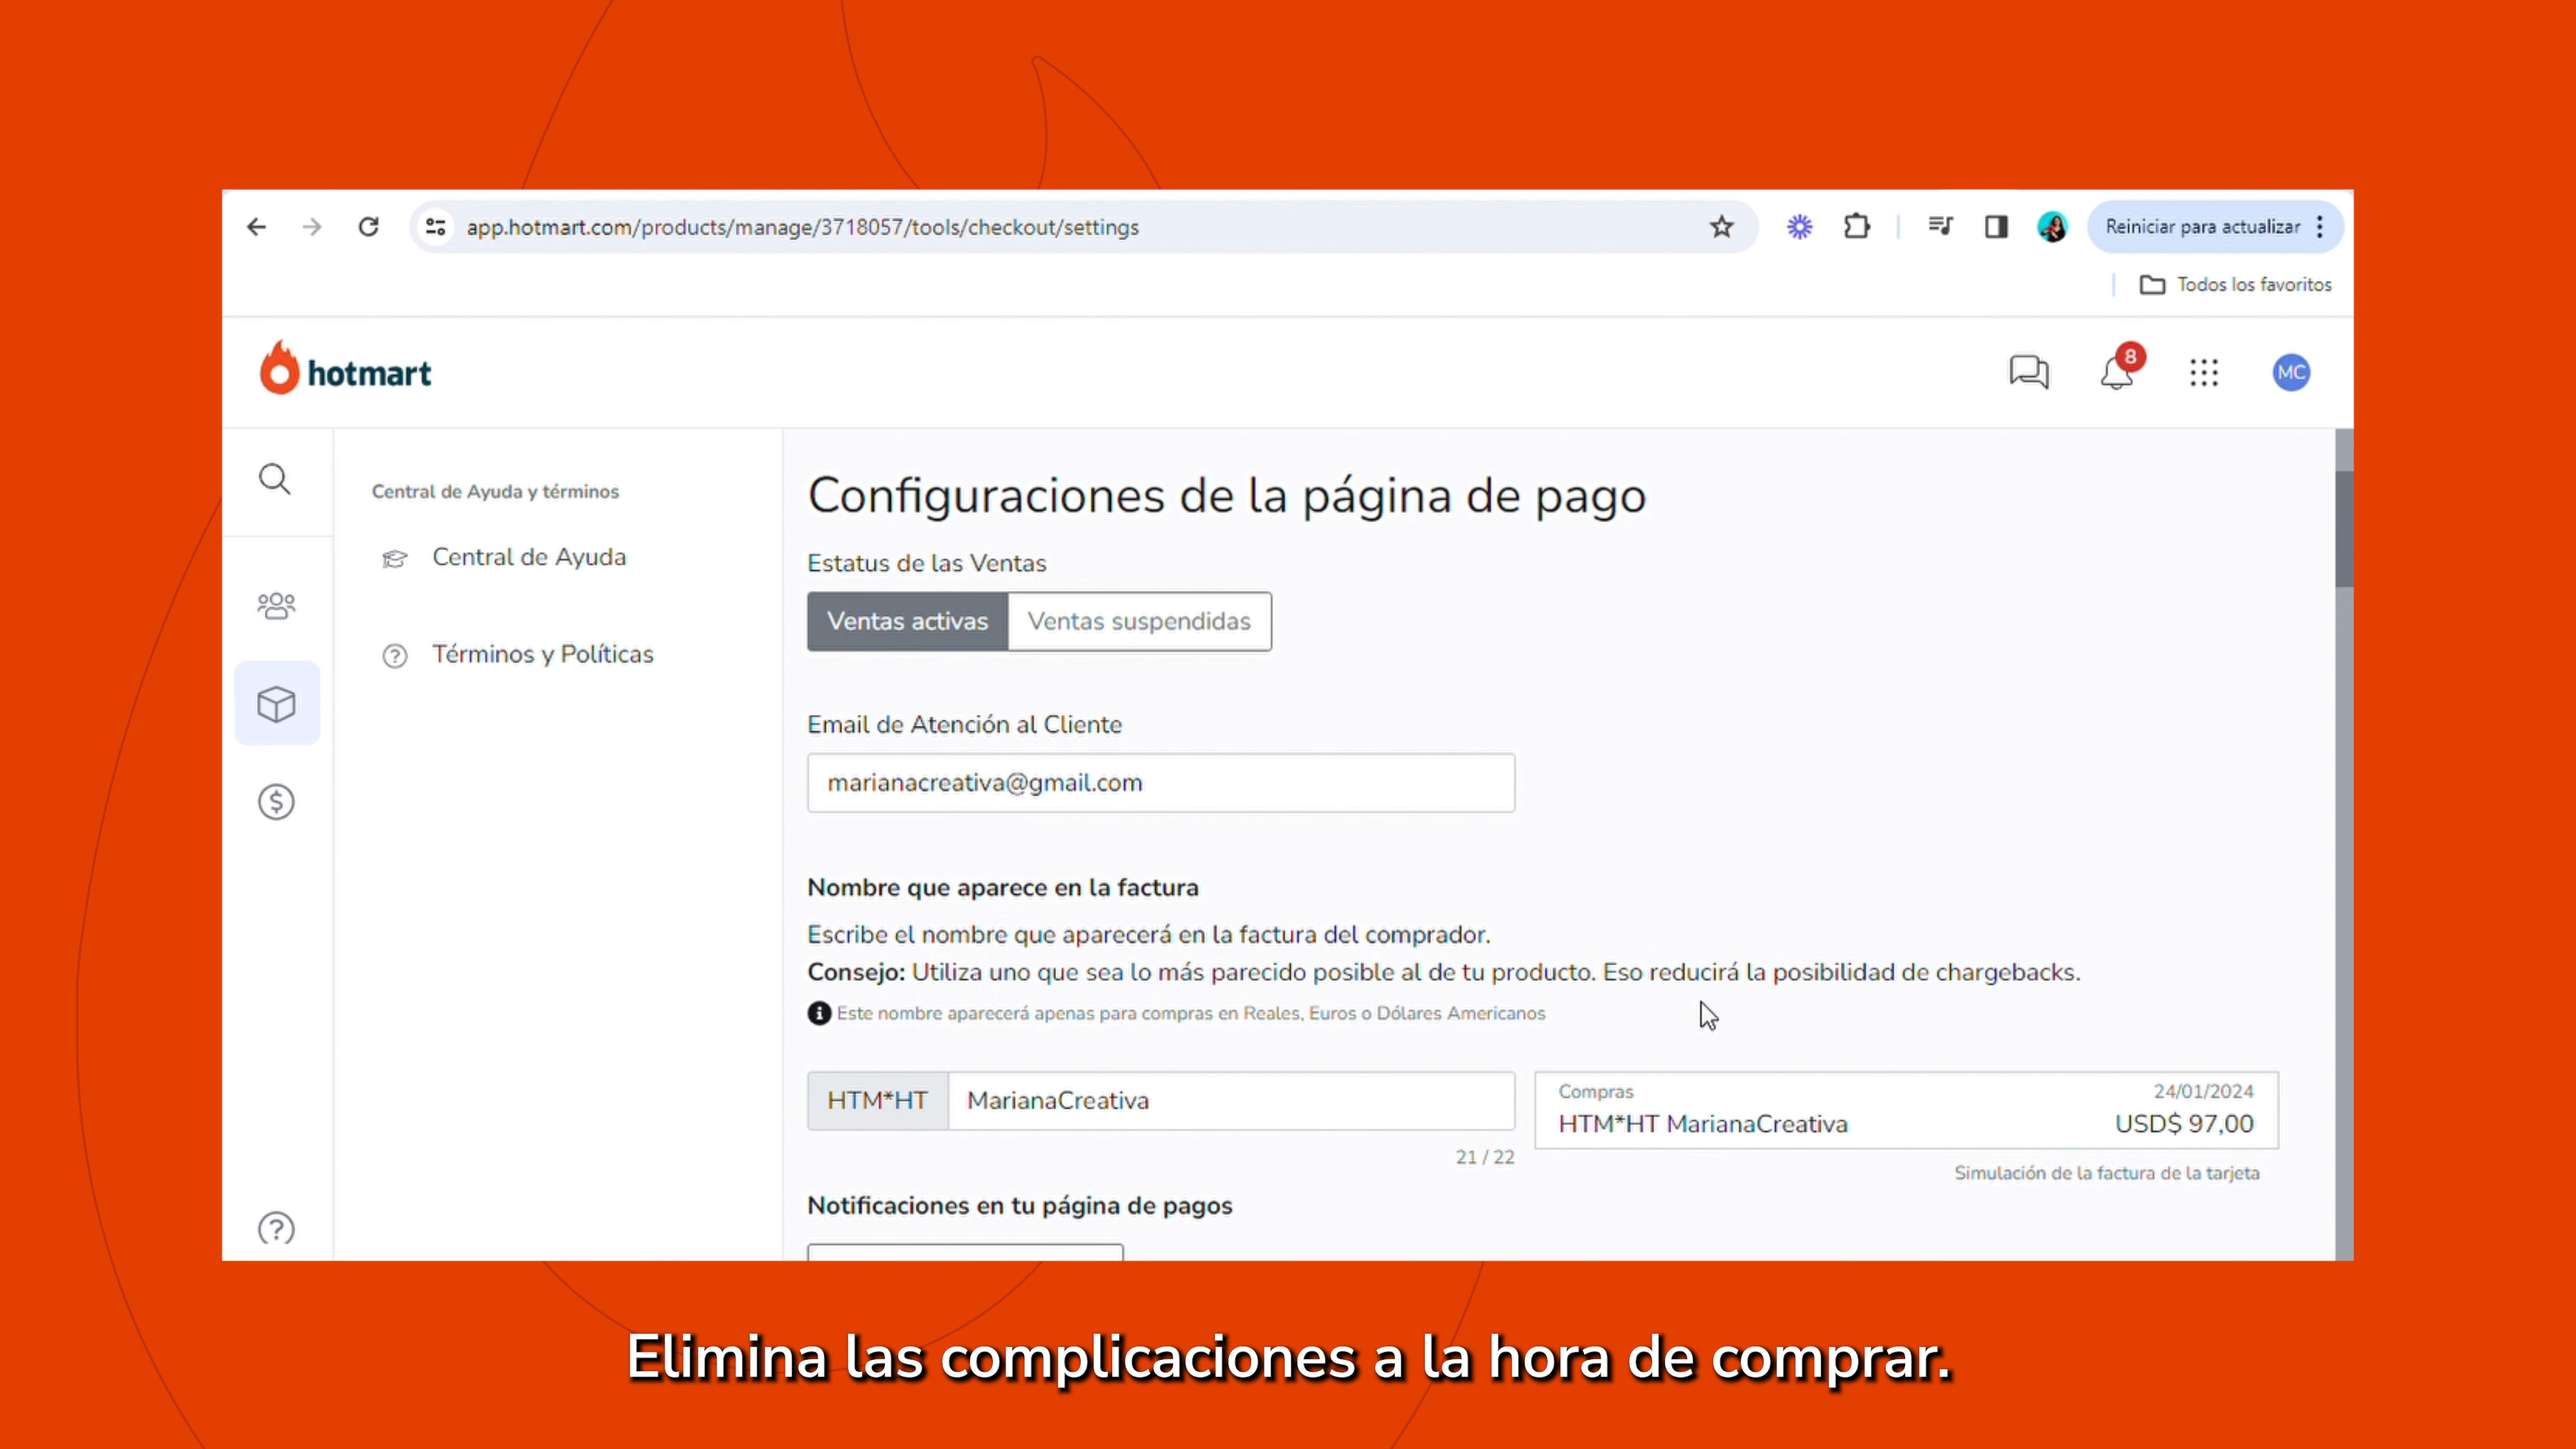 app.hotmart.com/products/manage/3718057/tools/checkout/settings
Reiniciar para actualizar
Todos los favoritos
hotmart
8
MC
Central de Ayuda y términos
Central de Ayuda
Términos y Políticas
Configuraciones de la página de pago
Estatus de las Ventas
Ventas activas
Ventas suspendidas
Email de Atención al Cliente
marianacreativa@gmail.com
Nombre que aparece en la factura
Escribe el nombre que aparecerá en la factura del comprador.
Consejo: Utiliza uno que sea lo más parecido posible al de tu producto. Eso reducirá la posibilidad de chargebacks.
Este nombre aparecerá apenas para compras en Reales, Euros o Dólares Americanos
HTM*HT MarianaCreativa
21 / 22
Compras 24/01/2024
HTM*HT MarianaCreativa USD$ 97,00
Simulación de la factura de la tarjeta
Notificaciones en tu página de pagos
Elimina las complicaciones a la hora de comprar.